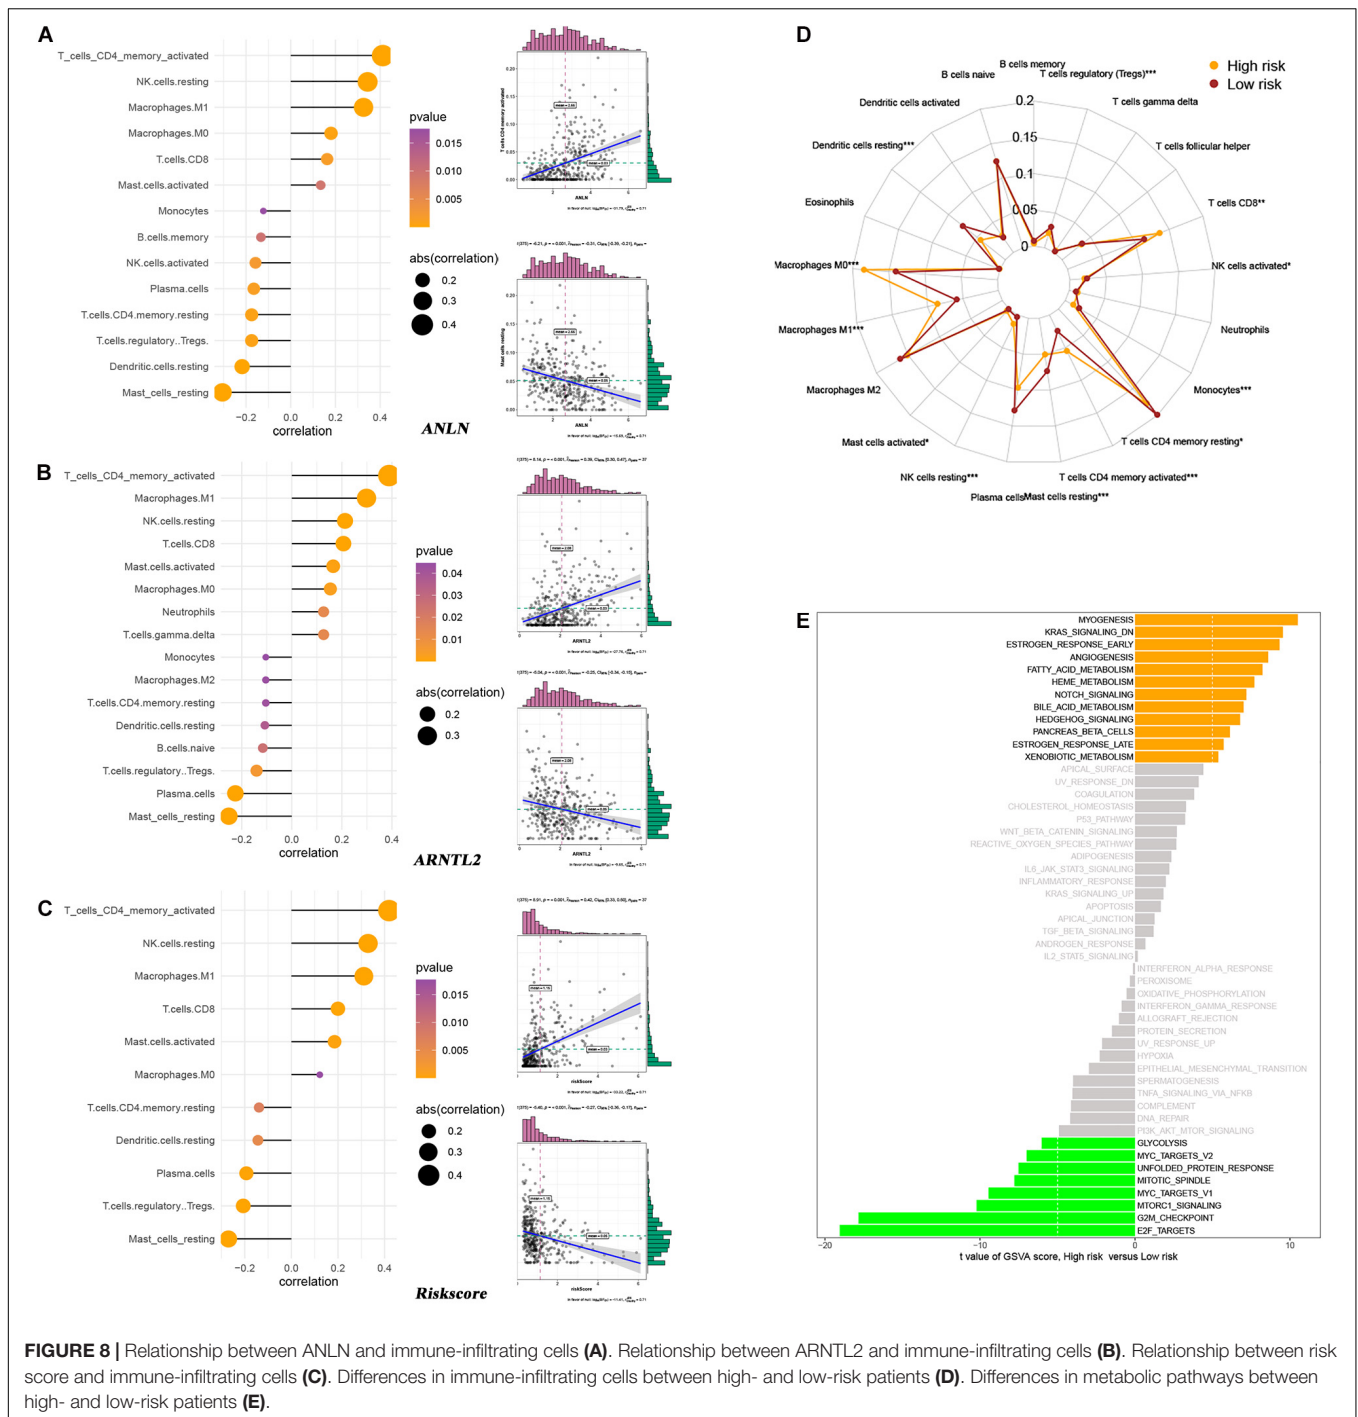 A
T_cells_CD4_memory_activated
NK.cells.resting
Macrophages.M1
Macrophages.M0
T.cells.CD8
Mast.cells.activated
Monocytes
B.cells.memory
NK.cells.activated
Plasma.cells
T.cells.CD4.memory.resting
T.cells.regulatory..Tregs.
Dendritic.cells.resting
Mast_cells_resting
-0.2 0.0 0.2 0.4
correlation
pvalue
0.015
0.010
0.005
abs(correlation)
0.2
0.3
0.4
ANLN
T cells CD4 memory activated
ANLN
Mast cells resting
ANLN
B
T_cells_CD4_memory_activated
Macrophages.M1
NK.cells.resting
T.cells.CD8
Mast.cells.activated
Macrophages.M0
Neutrophils
T.cells.gamma.delta
Monocytes
Macrophages.M2
T.cells.CD4.memory.resting
Dendritic.cells.resting
B.cells.naive
T.cells.regulatory..Tregs.
Plasma.cells
Mast_cells_resting
-0.2 0.0 0.2 0.4
correlation
pvalue
0.04
0.03
0.02
0.01
abs(correlation)
0.2
0.3
ARNTL2
ARNTL2
ARNTL2
C
T_cells_CD4_memory_activated
NK.cells.resting
Macrophages.M1
T.cells.CD8
Mast.cells.activated
Macrophages.M0
T.cells.CD4.memory.resting
Dendritic.cells.resting
Plasma.cells
T.cells.regulatory..Tregs.
Mast_cells_resting
-0.2 0.0 0.2 0.4
correlation
pvalue
0.015
0.010
0.005
abs(correlation)
0.2
0.3
0.4
Riskscore
riskScore
riskScore
D
High risk
Low risk
B cells memory
T cells regulatory (Tregs)***
B cells naive
T cells gamma delta
Dendritic cells activated
T cells follicular helper
Dendritic cells resting***
T cells CD8**
Eosinophils
NK cells activated*
Macrophages M0***
Neutrophils
Macrophages M1***
Monocytes***
Macrophages M2
T cells CD4 memory resting*
Mast cells activated*
T cells CD4 memory activated***
NK cells resting***
Mast cells resting***
Plasma cells
0.2
0.15
0.1
0.05
0
E
MYOGENESIS
KRAS_SIGNALING_DN
ESTROGEN_RESPONSE_EARLY
ANGIOGENESIS
FATTY_ACID_METABOLISM
HEME_METABOLISM
NOTCH_SIGNALING
BILE_ACID_METABOLISM
HEDGEHOG_SIGNALING
PANCREAS_BETA_CELLS
ESTROGEN_RESPONSE_LATE
XENOBIOTIC_METABOLISM
APICAL_SURFACE
UV_RESPONSE_DN
COAGULATION
CHOLESTEROL_HOMEOSTASIS
P53_PATHWAY
WNT_BETA_CATENIN_SIGNALING
REACTIVE_OXYGEN_SPECIES_PATHWAY
ADIPOGENESIS
IL6_JAK_STAT3_SIGNALING
INFLAMMATORY_RESPONSE
KRAS_SIGNALING_UP
APOPTOSIS
APICAL_JUNCTION
TGF_BETA_SIGNALING
ANDROGEN_RESPONSE
IL2_STAT5_SIGNALING
INTERFERON_ALPHA_RESPONSE
PEROXISOME
OXIDATIVE_PHOSPHORYLATION
INTERFERON_GAMMA_RESPONSE
ALLOGRAFT_REJECTION
PROTEIN_SECRETION
UV_RESPONSE_UP
HYPOXIA
EPITHELIAL_MESENCHYMAL_TRANSITION
SPERMATOGENESIS
TNFA_SIGNALING_VIA_NFKB
COMPLEMENT
DNA_REPAIR
PI3K_AKT_MTOR_SIGNALING
GLYCOLYSIS
MYC_TARGETS_V2
UNFOLDED_PROTEIN_RESPONSE
MITOTIC_SPINDLE
MYC_TARGETS_V1
MTORC1_SIGNALING
G2M_CHECKPOINT
E2F_TARGETS
-20 -10 0 10
t value of GSVA score, High risk versus Low risk
FIGURE 8 | Relationship between ANLN and immune-infiltrating cells (A). Relationship between ARNTL2 and immune-infiltrating cells (B). Relationship between risk
score and immune-infiltrating cells (C). Differences in immune-infiltrating cells between high- and low-risk patients (D). Differences in metabolic pathways between
high- and low-risk patients (E).